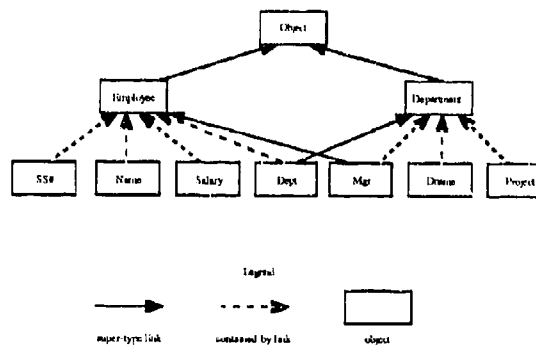 Object
Employee
Department
SS#
Name
Salary
Dept
Mgr
Dname
Project
Legend
super-type link
contained by link
object